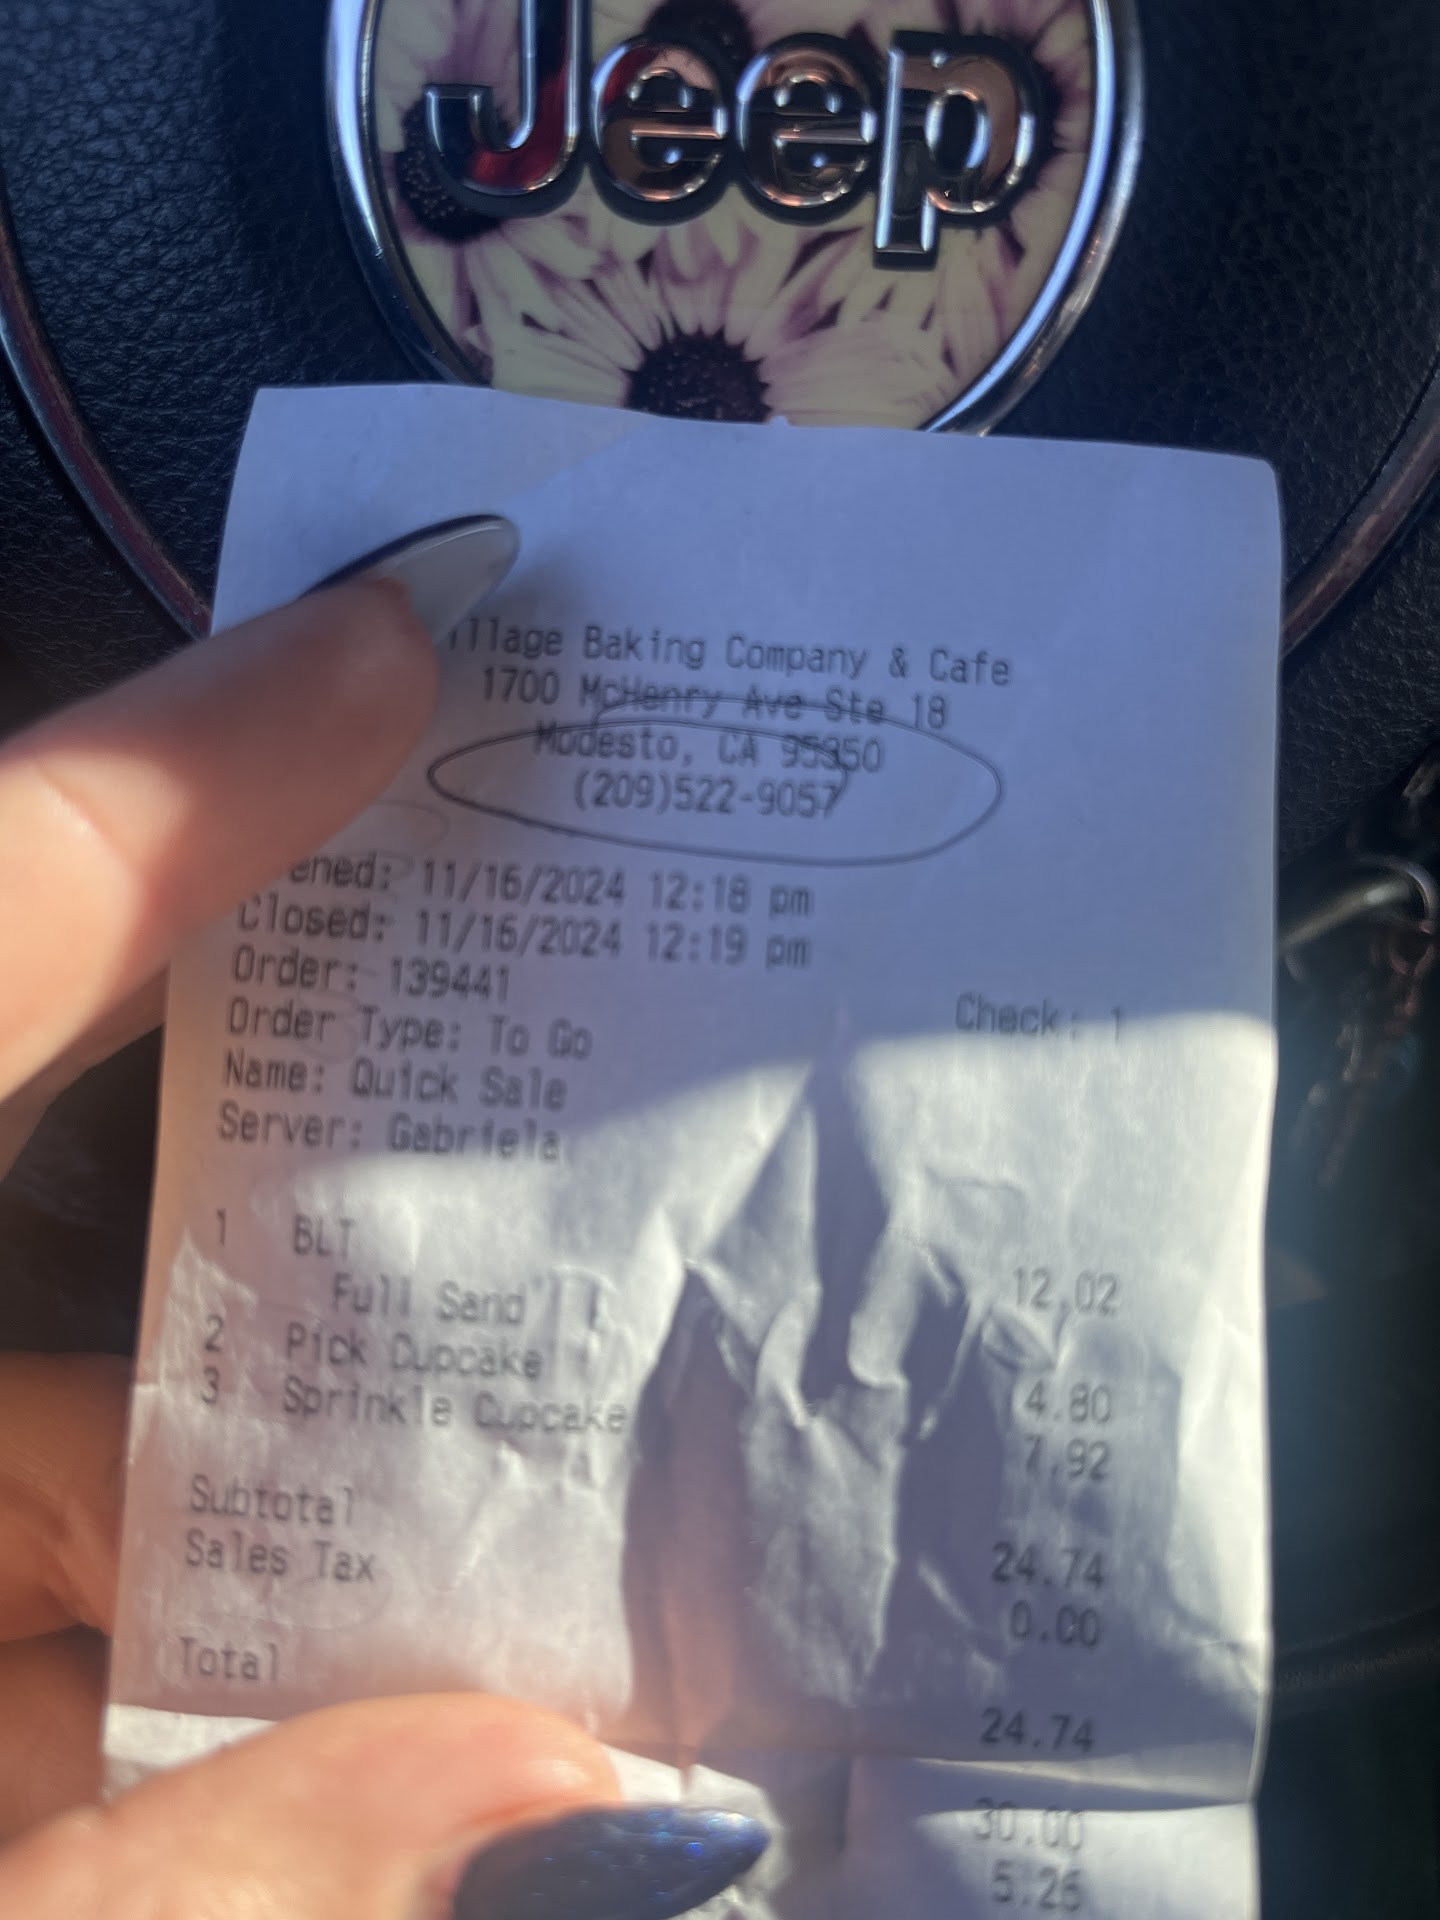 Jeep
illage Baking Company & Cafe
1700 McHenry Ave Ste 18
Modesto, CA 95350
(209)522-9057
ened: 11/16/2024 12:18 pm
Closed: 11/16/2024 12:19 pm
Order: 139441
Order Type: To Go
Check: 1
Name: Quick Sale
Server: Gabriela
1 BLT
Full Sand 12.02
2 Pick Cupcake 4.80
3 Sprinkle Cupcake 7.92
Subtotal 24.74
Sales Tax 0.00
Total 24.74
30.00
5.26